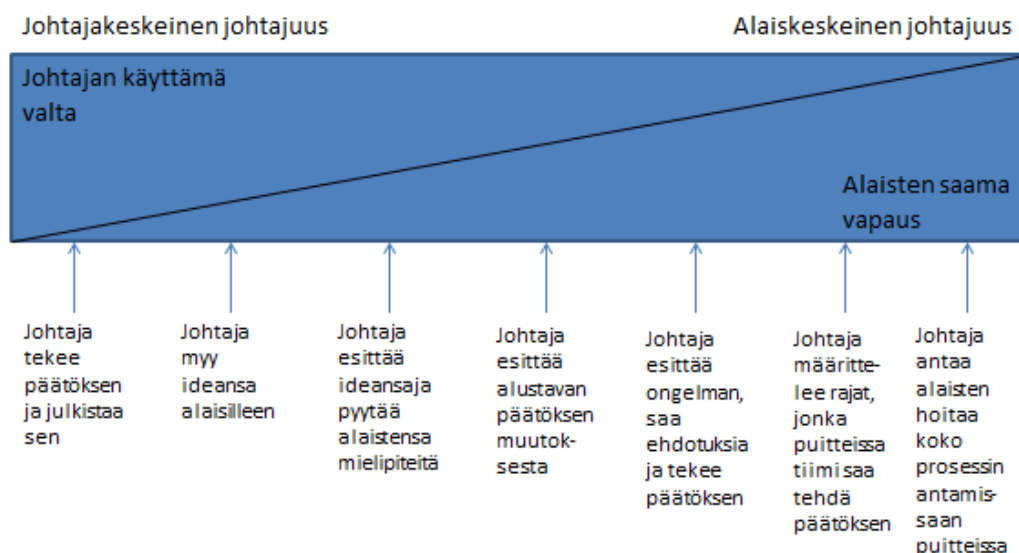 Johtajakeskeinen johtajuus
Alaiskeskeinen johtajuus
Johtajan käyttämä
valta
Alaisten saama
vapaus
Johtaja
tekee
päätöksen
ja julkistaa
sen
Johtaja
myy
ideansa
alaisilleen
Johtaja
esittää
ideansaja
pyytää
alaistensa
mielipiteitä
Johtaja
esittää
alustavan
päätöksen
muutok-
sesta
Johtaja
esittää
ongelman,
saa
ehdotuksia
ja tekee
päätöksen
Johtaja
määritte-
lee rajat,
jonka
puitteissa
tiimi saa
tehdä
päätöksen
Johtaja
antaa
alaisten
hoitaa
koko
prosessin
antamis-
saan
puitteissa